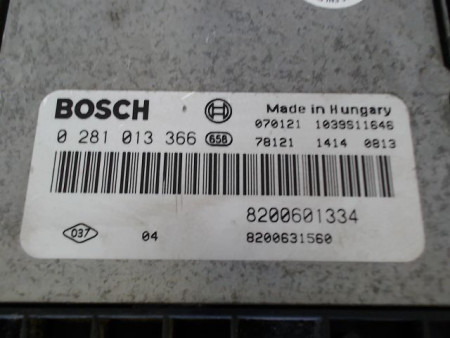 BOSCH Made in Hungary
070121 1039S11646
0 281 013 366 656 78121 1414 0813
8200601334
037 04 8200631560